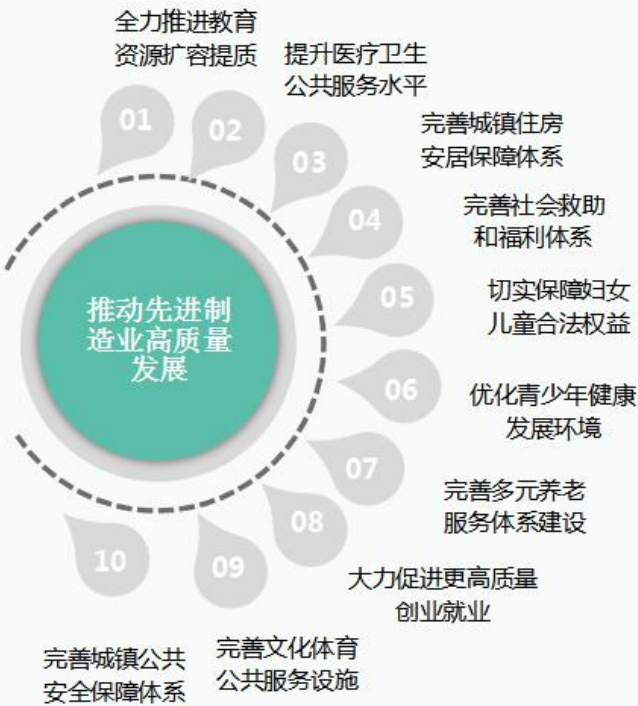 全力推进教育
资源扩容提质
提升医疗卫生
公共服务水平
完善城镇住房
安居保障体系
完善社会救助
和福利体系
切实保障妇女
儿童合法权益
优化青少年健康
发展环境
完善多元养老
服务体系建设
大力促进更高质量
创业就业
完善文化体育
公共服务设施
完善城镇公共
安全保障体系
01
02
03
04
05
06
07
08
09
10
推动先进制
造业高质量
发展